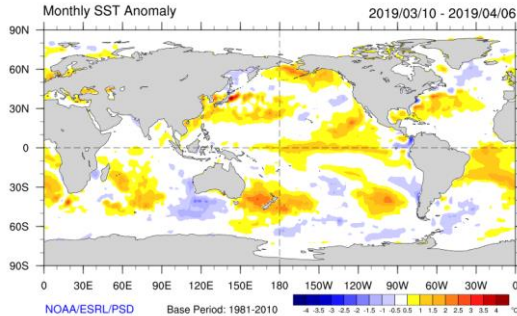 Monthly SST Anomaly 2019/03/10 - 2019/04/06
90N
60N
30N
0
30S
60S
90S
0 30E 60E 90E 120E 150E 180 150W 120W 90W 60W 30W 0
NOAA/ESRL/PSD Base Period: 1981-2010
-4 -3.5 -3 -2.5 -2 -1.5 -1 -0.5 0.5 1 1.5 2 2.5 3 3.5 4 °C